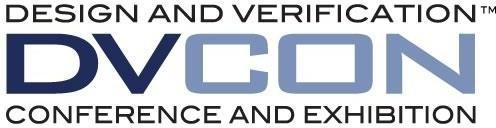 DESIGN AND VERIFICATION™
DVCON
CONFERENCE AND EXHIBITION